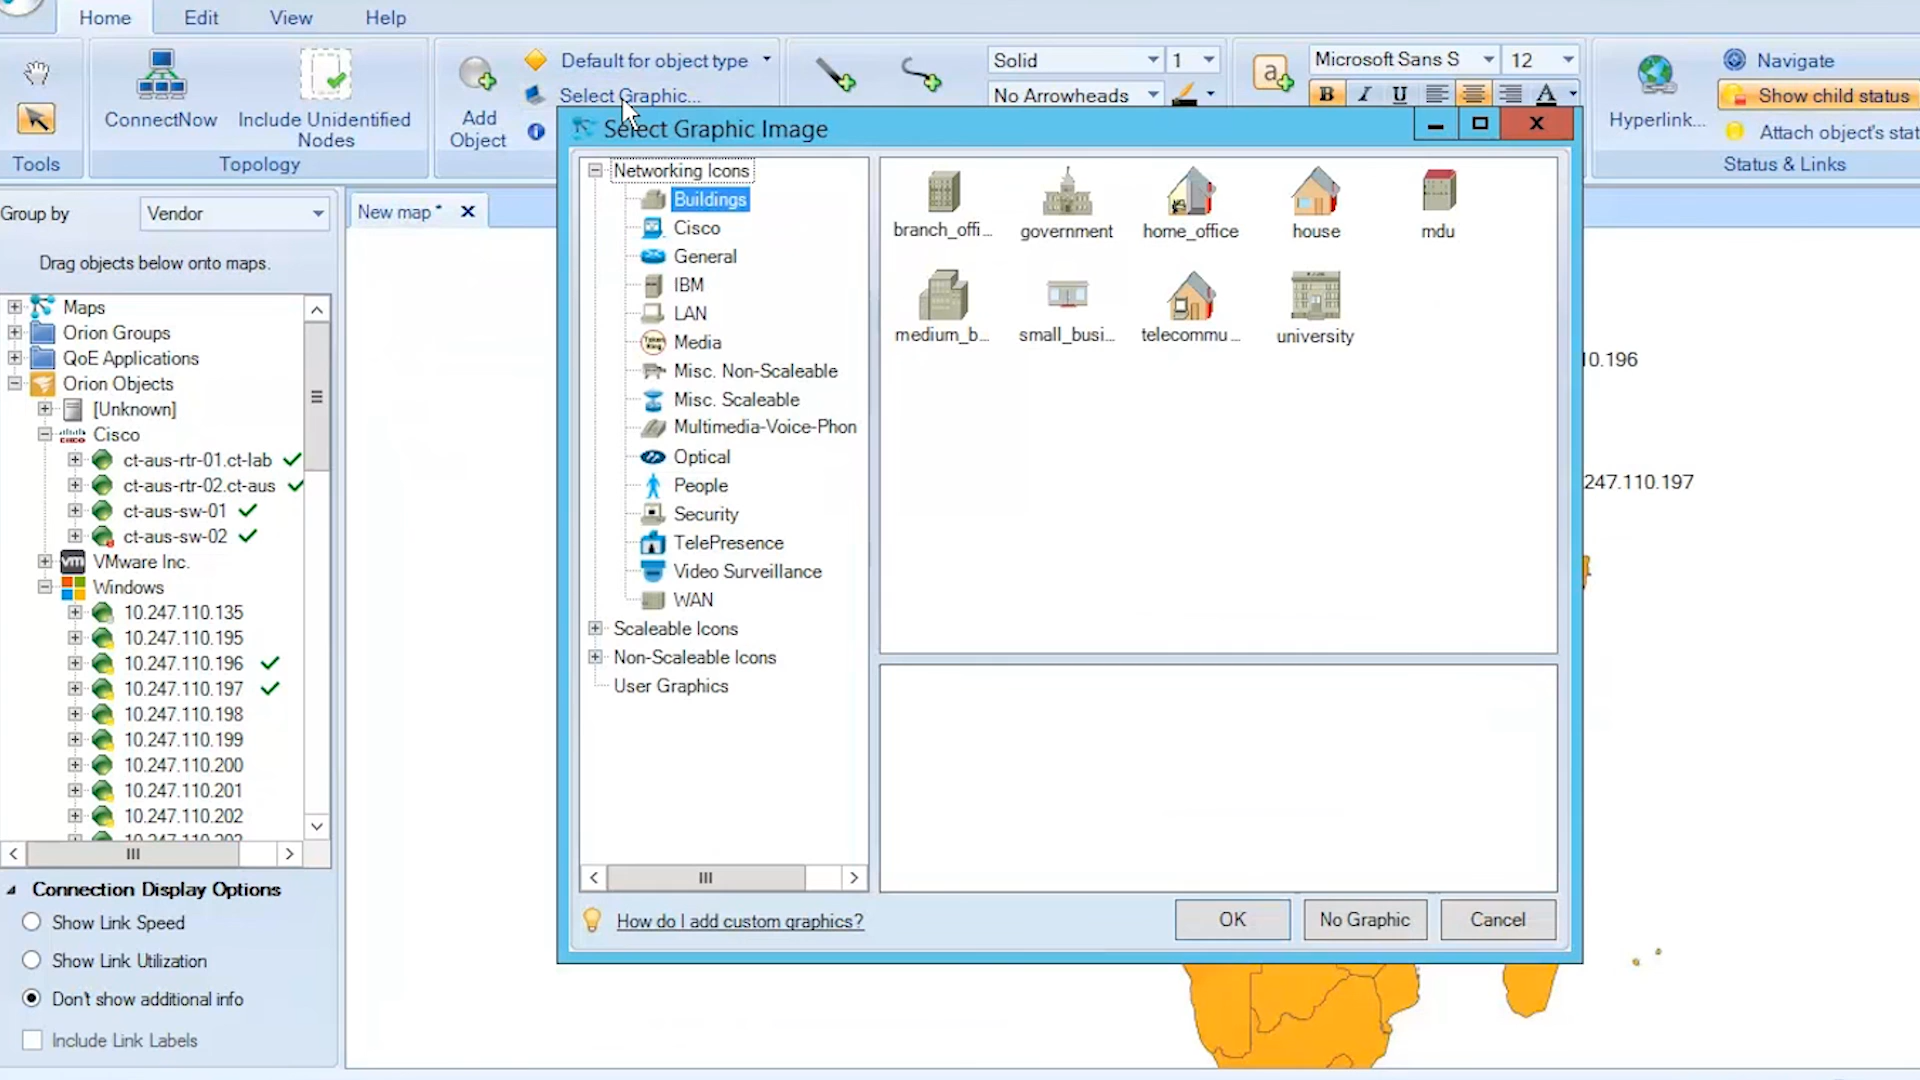 Home Edit View Help
Default for object type
Select Graphic...
Solid 1
No Arrowheads
Microsoft Sans S 12
B I U A
Navigate
Show child status
Attach object's stat
ConnectNow
Include Unidentified
Nodes
Add
Object
Hyperlink...
Tools
Topology
Status & Links
Group by Vendor
New map *
Drag objects below onto maps.
Maps
Orion Groups
QoE Applications
Orion Objects
[Unknown]
Cisco
ct-aus-rtr-01.ct-lab
ct-aus-rtr-02.ct-aus
ct-aus-sw-01
ct-aus-sw-02
VMware Inc.
Windows
10.247.110.135
10.247.110.195
10.247.110.196
10.247.110.197
10.247.110.198
10.247.110.199
10.247.110.200
10.247.110.201
10.247.110.202
Connection Display Options
Show Link Speed
Show Link Utilization
Don't show additional info
Include Link Labels
Select Graphic Image
Networking Icons
Buildings
Cisco
General
IBM
LAN
Media
Misc. Non-Scaleable
Misc. Scaleable
Multimedia-Voice-Phon
Optical
People
Security
TelePresence
Video Surveillance
WAN
Scaleable Icons
Non-Scaleable Icons
User Graphics
branch_offi... government home_office house mdu
medium_b... small_busi... telecommu... university
How do I add custom graphics?
OK No Graphic Cancel
0.196
247.110.197